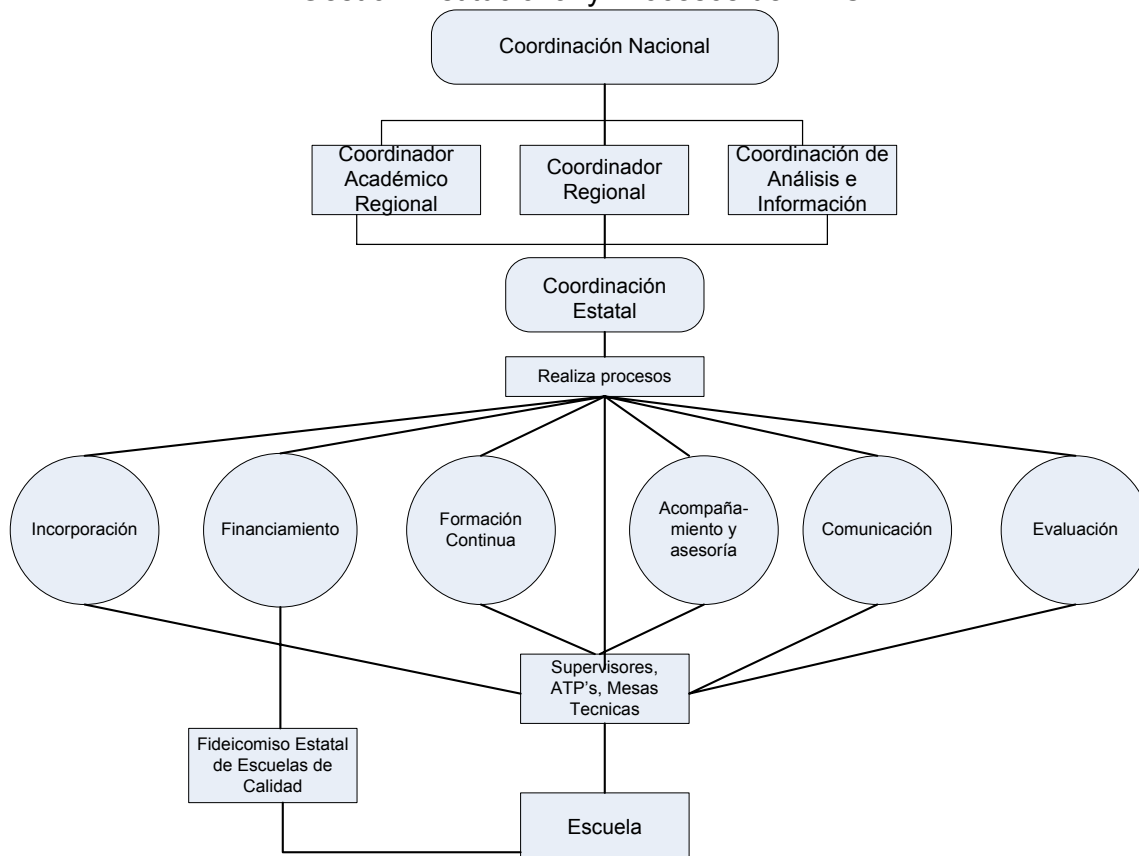 Coordinación Nacional
Coordinador
Académico
Regional
Coordinador
Regional
Coordinación de
Análisis e
Información
Coordinación
Estatal
Realiza procesos
Incorporación
Financiamiento
Formación
Continua
Acompaña-
miento y
asesoría
Comunicación
Evaluación
Supervisores,
ATP’s, Mesas
Tecnicas
Fideicomiso Estatal
de Escuelas de
Calidad
Escuela